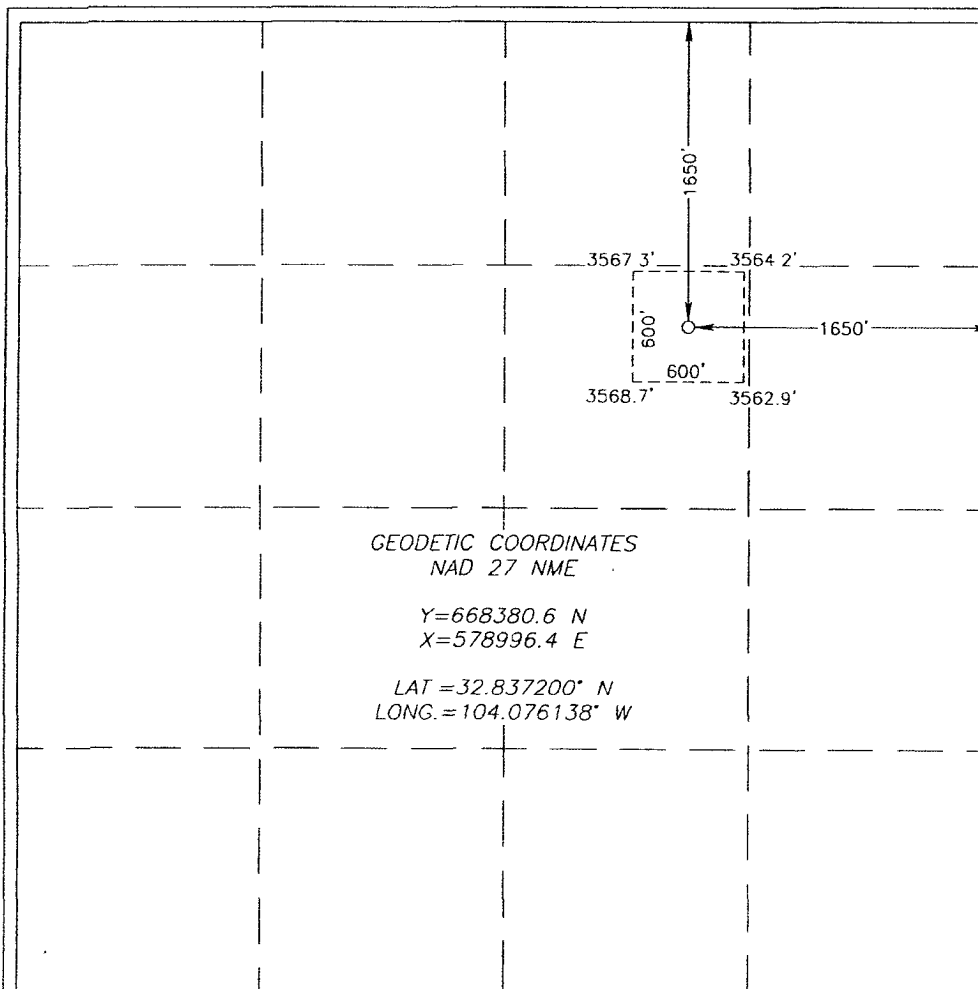 1650'
3567 3'
3564 2'
600'
1650'
600'
3568.7'
3562.9'
GEODETIC COORDINATES
NAD 27 NME
Y=668380.6 N
X=578996.4 E
LAT =32.837200° N
LONG.=104.076138° W